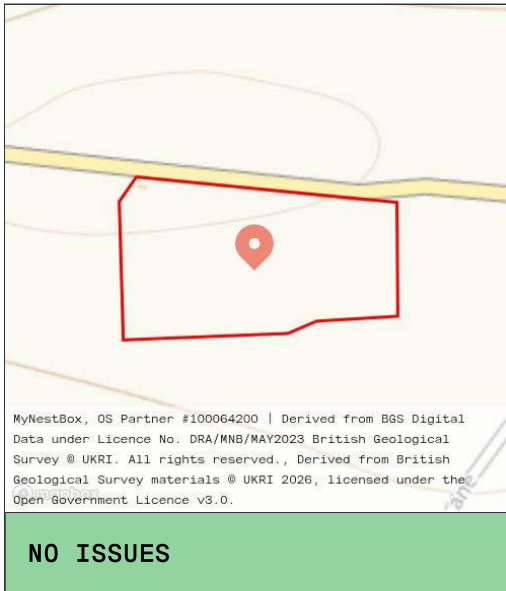 MyNestBox, OS Partner #100064200 | Derived from BGS Digital
Data under Licence No. DRA/MNB/MAY2023 British Geological
Survey © UKRI. All rights reserved., Derived from British
Geological Survey materials © UKRI 2026, licensed under the
Open Government Licence v3.0.
mapbox
ane
NO ISSUES